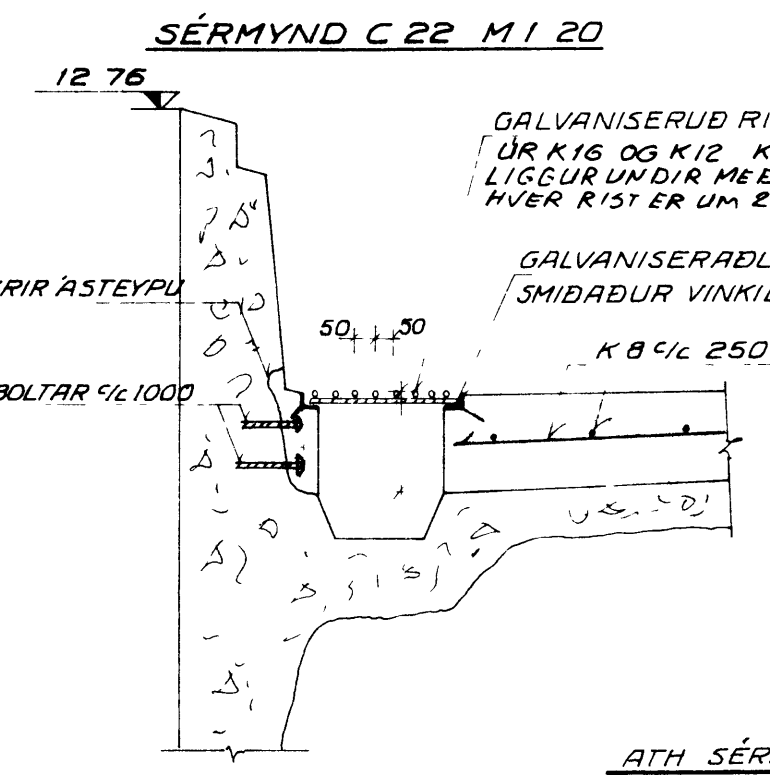 SÉRMYND C 22 M 1 20
12 76
GALVANISERUÐ RI
ÚR K16 OG K12 K
LIGGUR UNDIR MEÐ
HVER RIST ER UM 2
GALVANISERAÐU
SMIÐAÐUR VINKIL
RIR ÁSTEYPU
50 50
K 8 c/c 250
BOLTAR c/c 1000
ATH SÉR